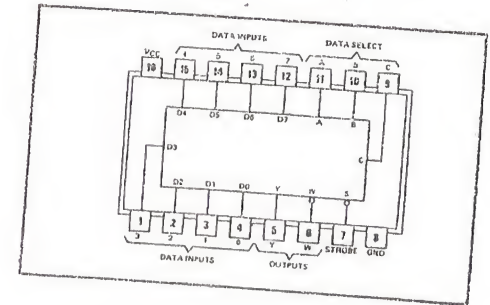 DATA INPUTS DATA SELECT
VCC 4 5 6 7 A B C
16 15 14 13 12 11 10 9
D4 D5 D6 D7 A B
D3 C
D2 D1 D0 Y W S
1 2 3 4 5 6 7 8
3 2 1 0 Y W STROBE GND
DATA INPUTS OUTPUTS